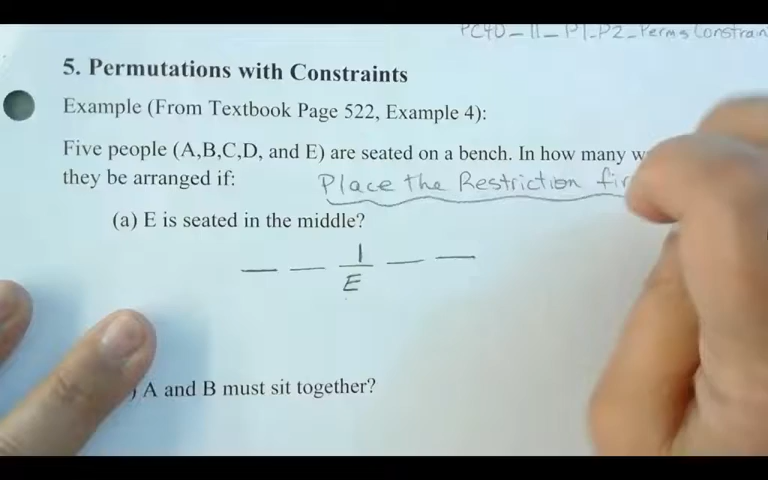 PC40-11-P1-P2-Perms Constrain
5. Permutations with Constraints
Example (From Textbook Page 522, Example 4):
Five people (A,B,C,D, and E) are seated on a bench. In how many
they be arranged if: Place the Restriction
(a) E is seated in the middle?
1
E
A and B must sit together?